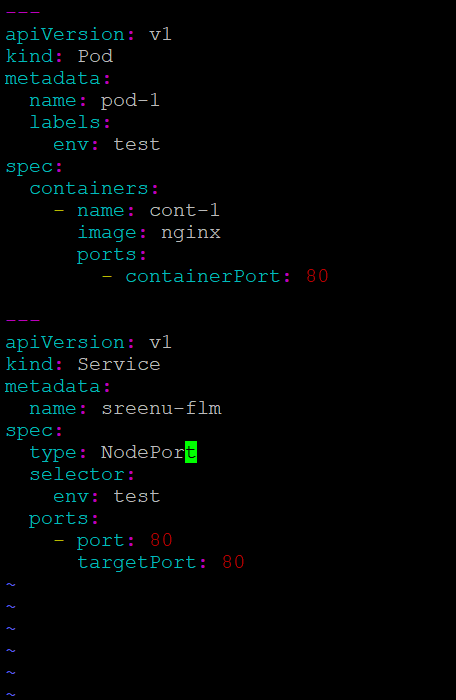 ---
apiVersion: v1
kind: Pod
metadata:
  name: pod-1
  labels:
    env: test
spec:
  containers:
    - name: cont-1
      image: nginx
      ports:
        - containerPort: 80

---
apiVersion: v1
kind: Service
metadata:
  name: sreenu-flm
spec:
  type: NodePort
  selector:
    env: test
  ports:
    - port: 80
      targetPort: 80
~
~
~
~
~
~